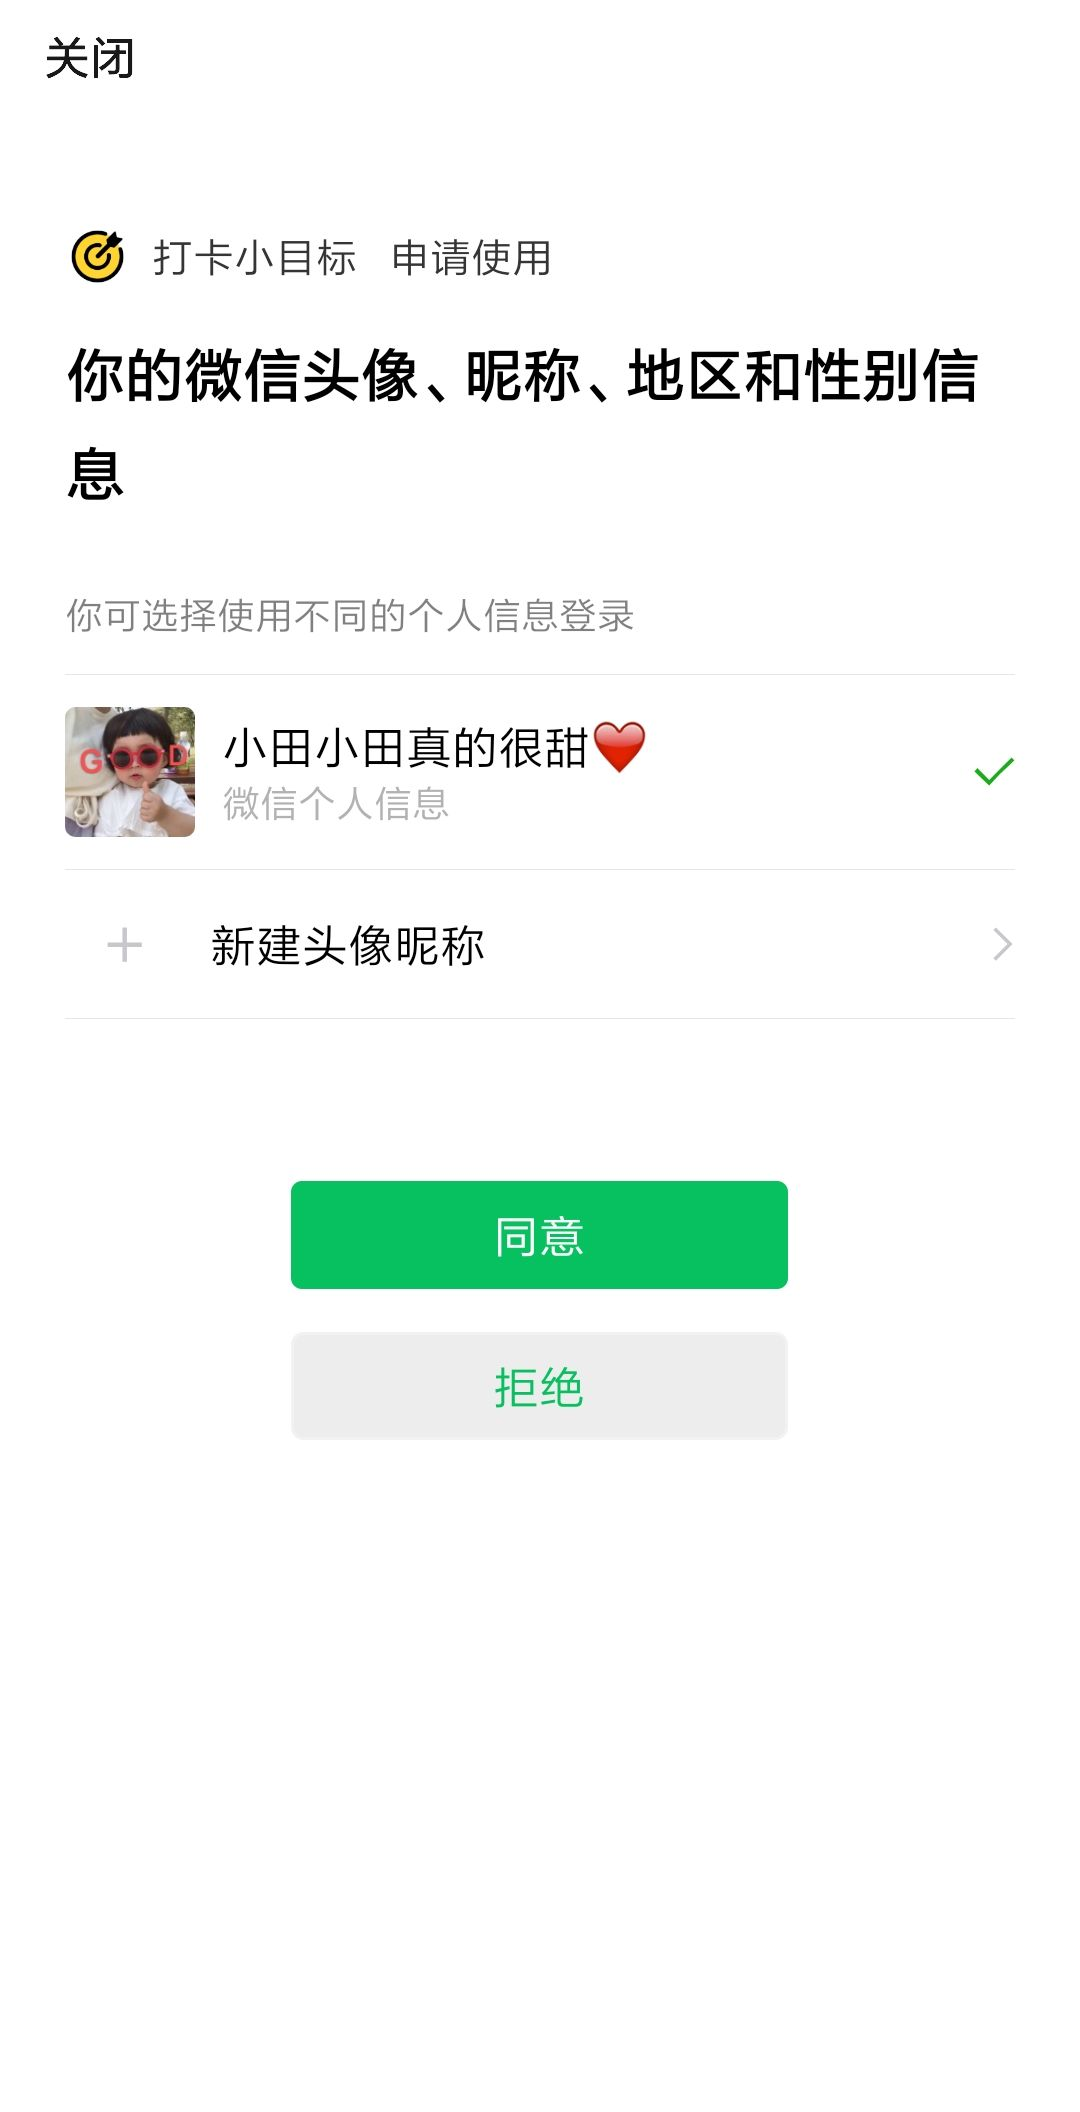 关闭
打卡小目标 申请使用
你的微信头像、昵称、地区和性别信
息
你可选择使用不同的个人信息登录
GOOD
小田小田真的很甜❤️
微信个人信息
新建头像昵称
同意
拒绝